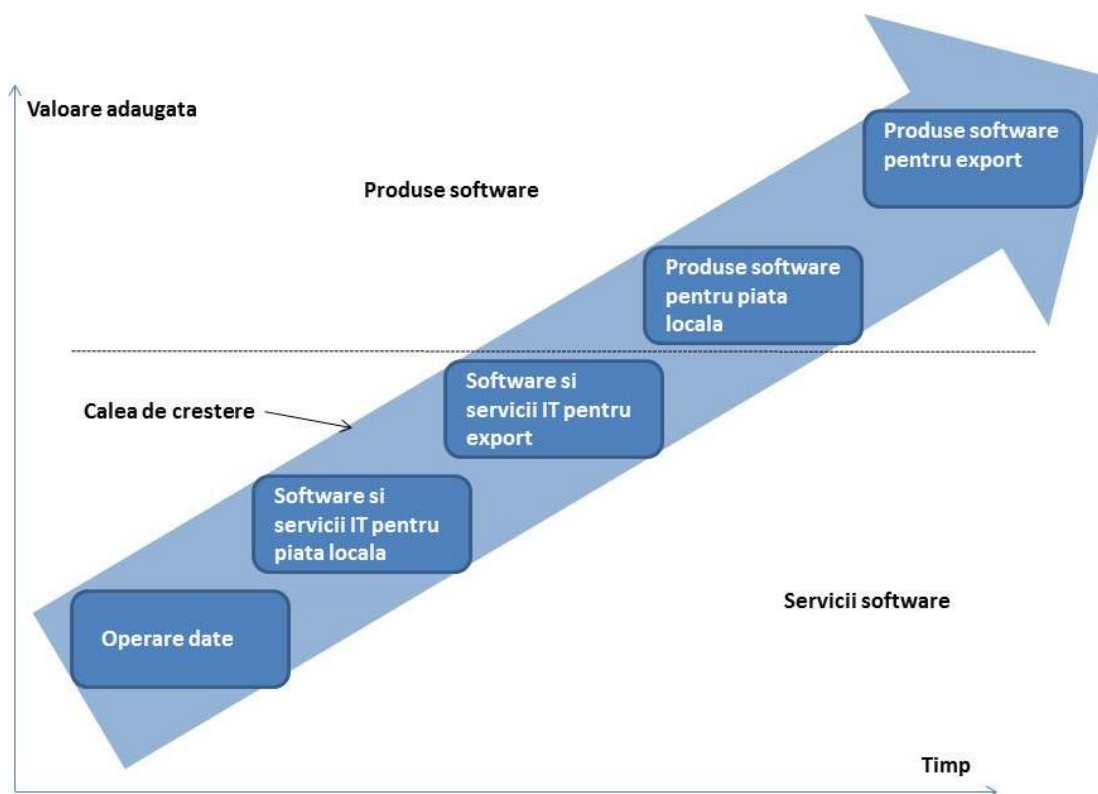 Valoare adaugata
Produse software
pentru export
Produse software
Produse software
pentru piata
locala
Software si
servicii IT pentru
export
Calea de crestere
Software si
servicii IT pentru
piata locala
Servicii software
Operare date
Timp